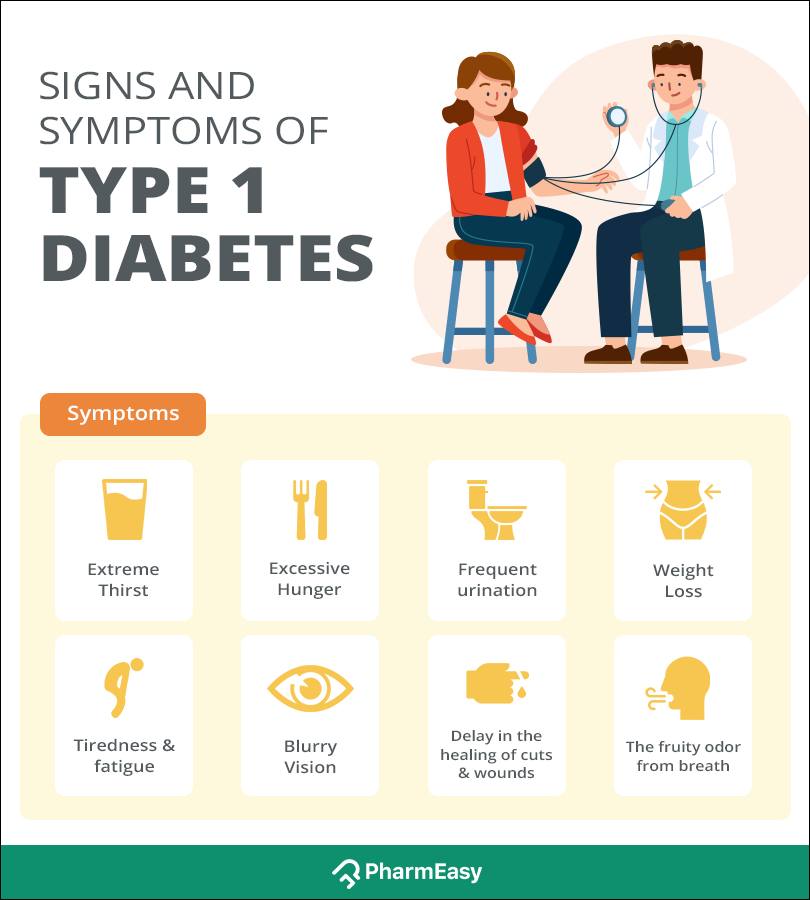 SIGNS AND
SYMPTOMS OF
TYPE 1
DIABETES
Symptoms
Extreme
Thirst
Excessive
Hunger
Frequent
urination
Weight
Loss
Tiredness &
fatigue
Blurry
Vision
Delay in the
healing of cuts
& wounds
The fruity odor
from breath
PharmEasy